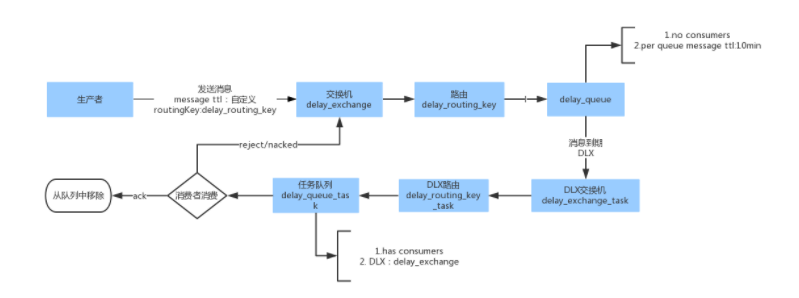 1.no consumers
2.per queue message ttl:10min
生产者
发送消息
message ttl：自定义
routingKey:delay_routing_key
交换机
delay_exchange
路由
delay_routing_key
delay_queue
消息到期
DLX
reject/nacked
从队列中移除
ack
消费者消费
任务队列
delay_queue_tas
k
DLX路由
delay_routing_key
_task
DLX交换机
delay_exchange_task
1.has consumers
2. DLX：delay_exchange